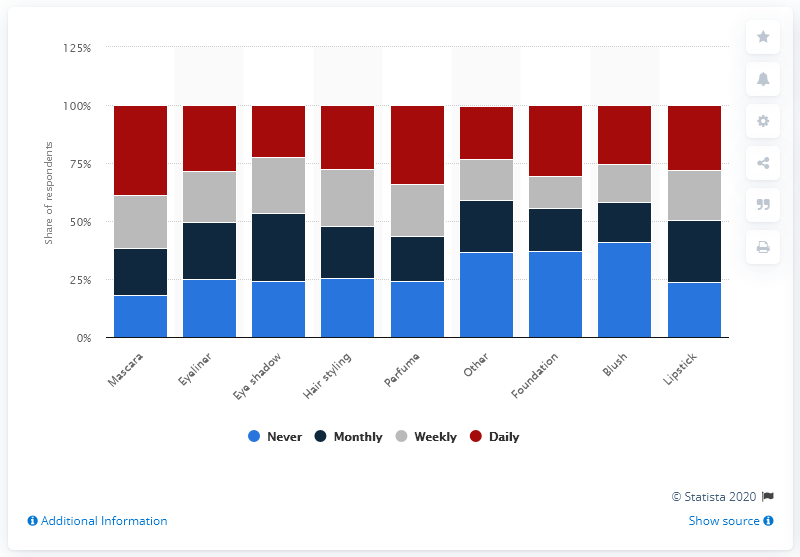 125%
100%
75%
50%
25%
0%
Share of respondents
Mascara
Eyeliner
Eye shadow
Hair styling
Perfume
Other
Foundation
Blush
Lipstick
Never Monthly Weekly Daily
© Statista 2020
Additional Information
Show source